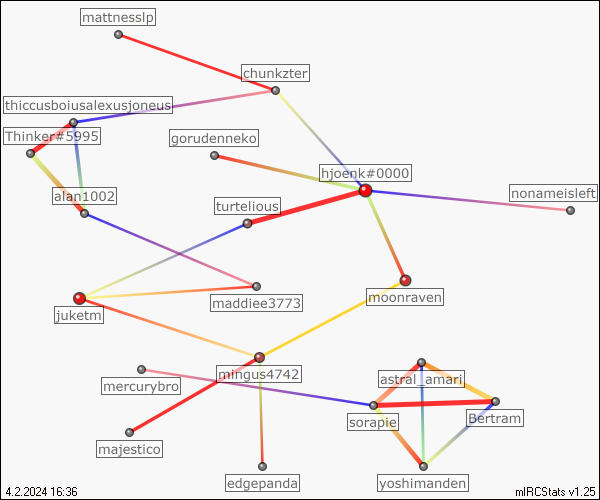 mattnesslp
chunkzter
thiccusboiusalexusjoneus
Thinker#5995
gorudenneko
hjoenk#0000
alan1002
nonameisleft
turtelious
maddiee3773
moonraven
juketm
mingus4742
astral_amari
mercurybro
sorapie
Bertram
majestico
edgepanda
yoshimanden
4.2.2024 16:36
mIRCStats v1.25